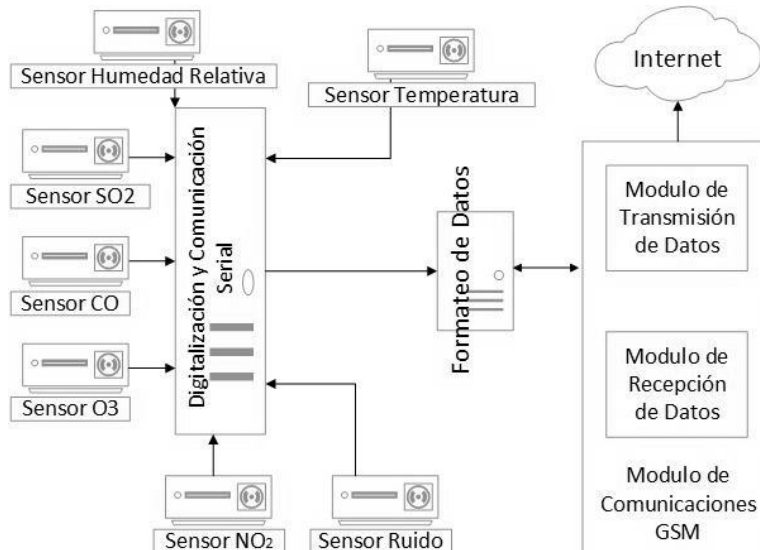 Sensor Humedad Relativa
Sensor Temperatura
Internet
Sensor SO2
Sensor CO
Sensor O3
Digitalización y Comunicación
Serial
Formateo de Datos
Modulo de
Transmisión
de Datos
Modulo de
Recepción
de Datos
Modulo de
Comunicaciones
GSM
Sensor NO₂
Sensor Ruido